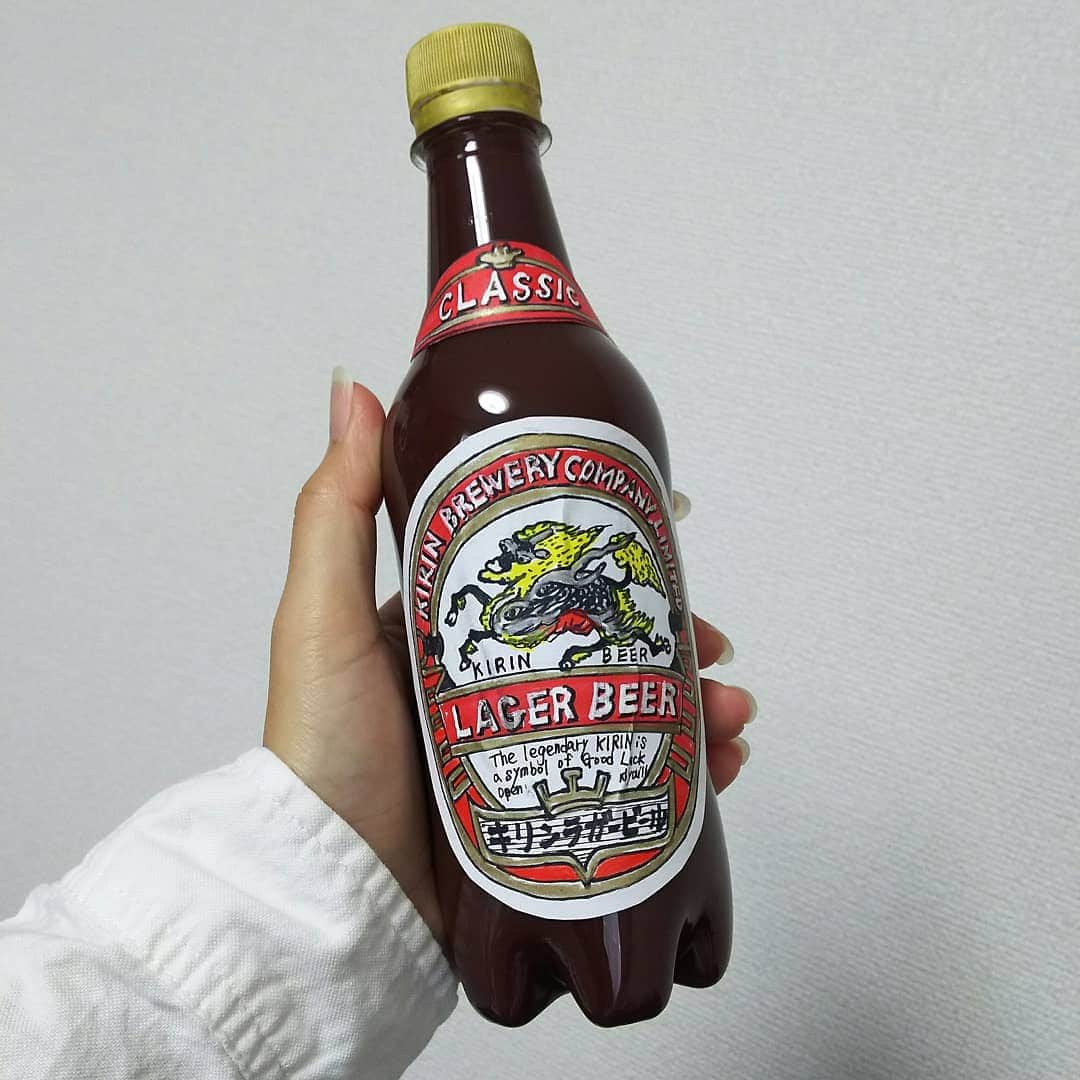 CLASSIC
KIRIN BREWERY COMPANY, LIMITED
KIRIN BEER
LAGER BEER
The legendary KIRIN is
a symbol of Good Luck
Open
キリンラガービール